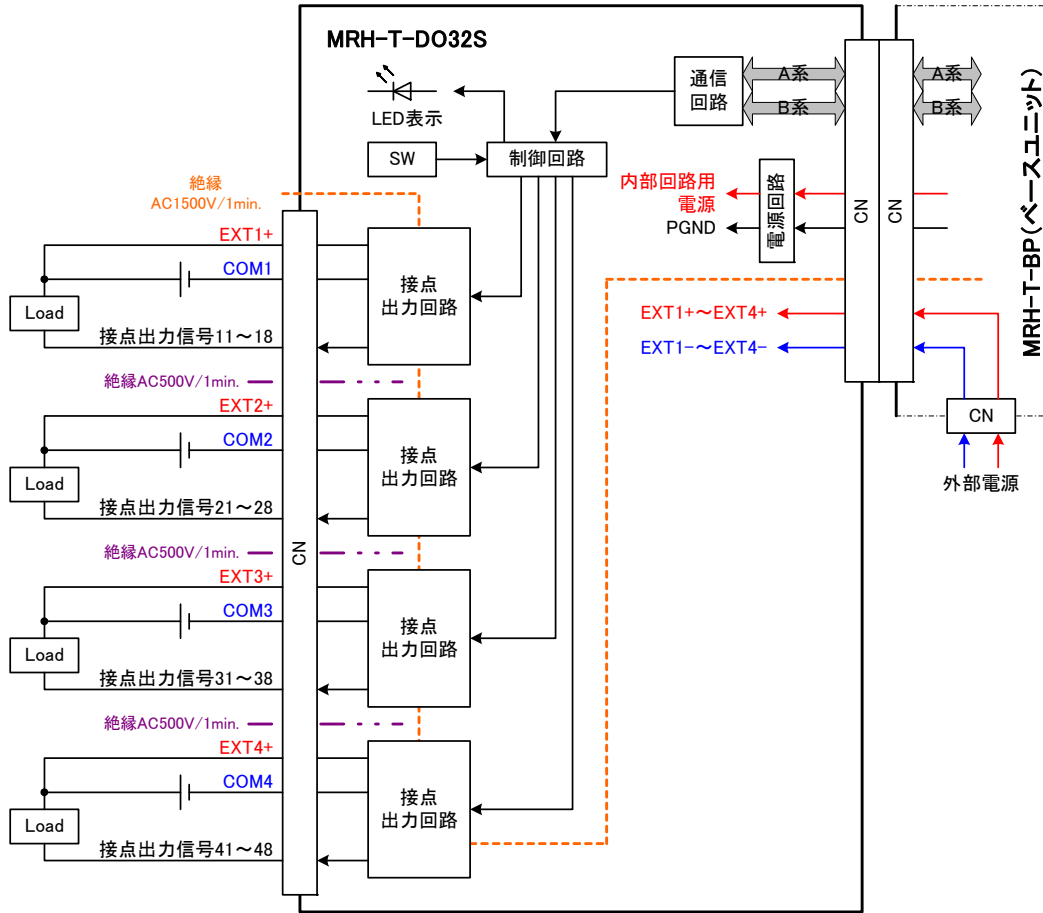 MRH-T-DO32S
LED表示
SW
制御回路
通信
回路
A系
B系
A系
B系
MRH-T-BP(ベースユニット)
絶縁
AC1500V/1min.
内部回路用
電源
PGND
電源回路
CN
CN
EXT1+
COM1
Load
接点出力信号11～18
接点
出力回路
EXT1+～EXT4+
EXT1-～EXT4-
CN
外部電源
絶縁AC500V/1min.
EXT2+
COM2
Load
接点出力信号21～28
接点
出力回路
絶縁AC500V/1min.
CN
EXT3+
COM3
Load
接点出力信号31～38
接点
出力回路
絶縁AC500V/1min.
EXT4+
COM4
Load
接点出力信号41～48
接点
出力回路